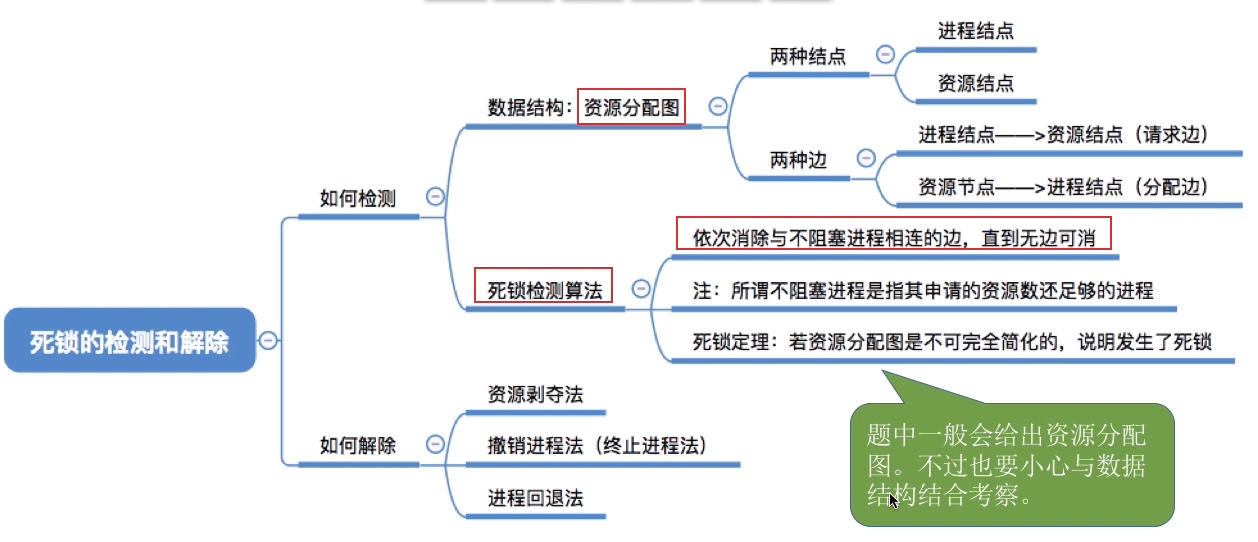 死锁的检测和解除
如何检测
数据结构：资源分配图
两种结点
进程结点
资源结点
两种边
进程结点——>资源结点（请求边）
资源节点——>进程结点（分配边）
死锁检测算法
依次消除与不阻塞进程相连的边，直到无边可消
注：所谓不阻塞进程是指其申请的资源数还足够的进程
死锁定理：若资源分配图是不可完全简化的，说明发生了死锁
如何解除
资源剥夺法
撤销进程法（终止进程法）
进程回退法
题中一般会给出资源分配
图。不过也要小心与数据
结构结合考察。